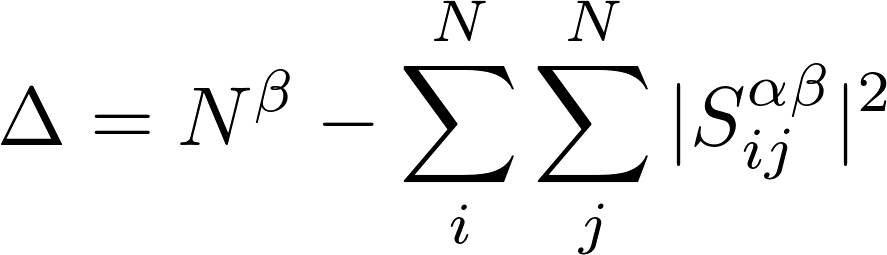 Δ = N^β − ∑_i^N ∑_j^N |S_{ij}^{αβ}|^2